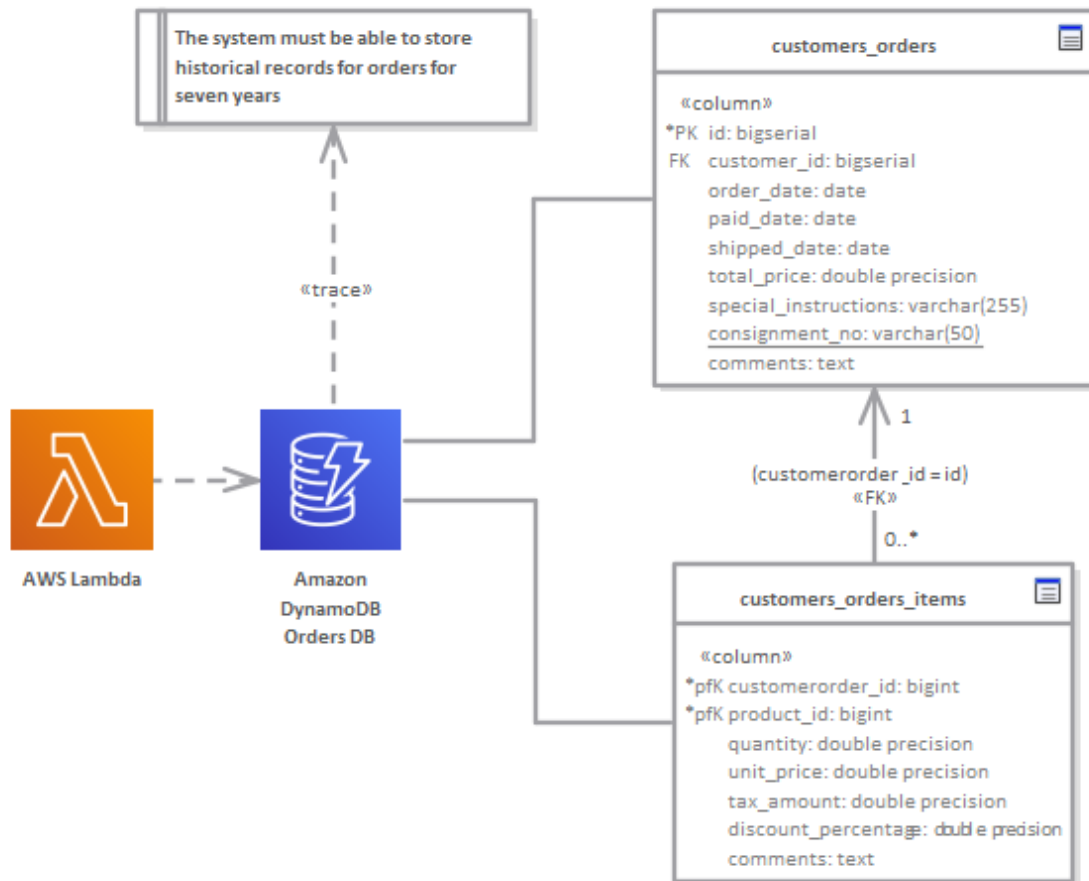 The system must be able to store
historical records for orders for
seven years
«trace»
AWS Lambda
Amazon
DynamoDB
Orders DB
customers_orders
«column»
*PK id: bigserial
FK customer_id: bigserial
order_date: date
paid_date: date
shipped_date: date
total_price: double precision
special_instructions: varchar(255)
consignment_no: varchar(50)
comments: text
1
(customerorder_id = id)
«FK»
0..*
customers_orders_items
«column»
*pfK customerorder_id: bigint
*pfK product_id: bigint
quantity: double precision
unit_price: double precision
tax_amount: double precision
discount_percentage: double precision
comments: text